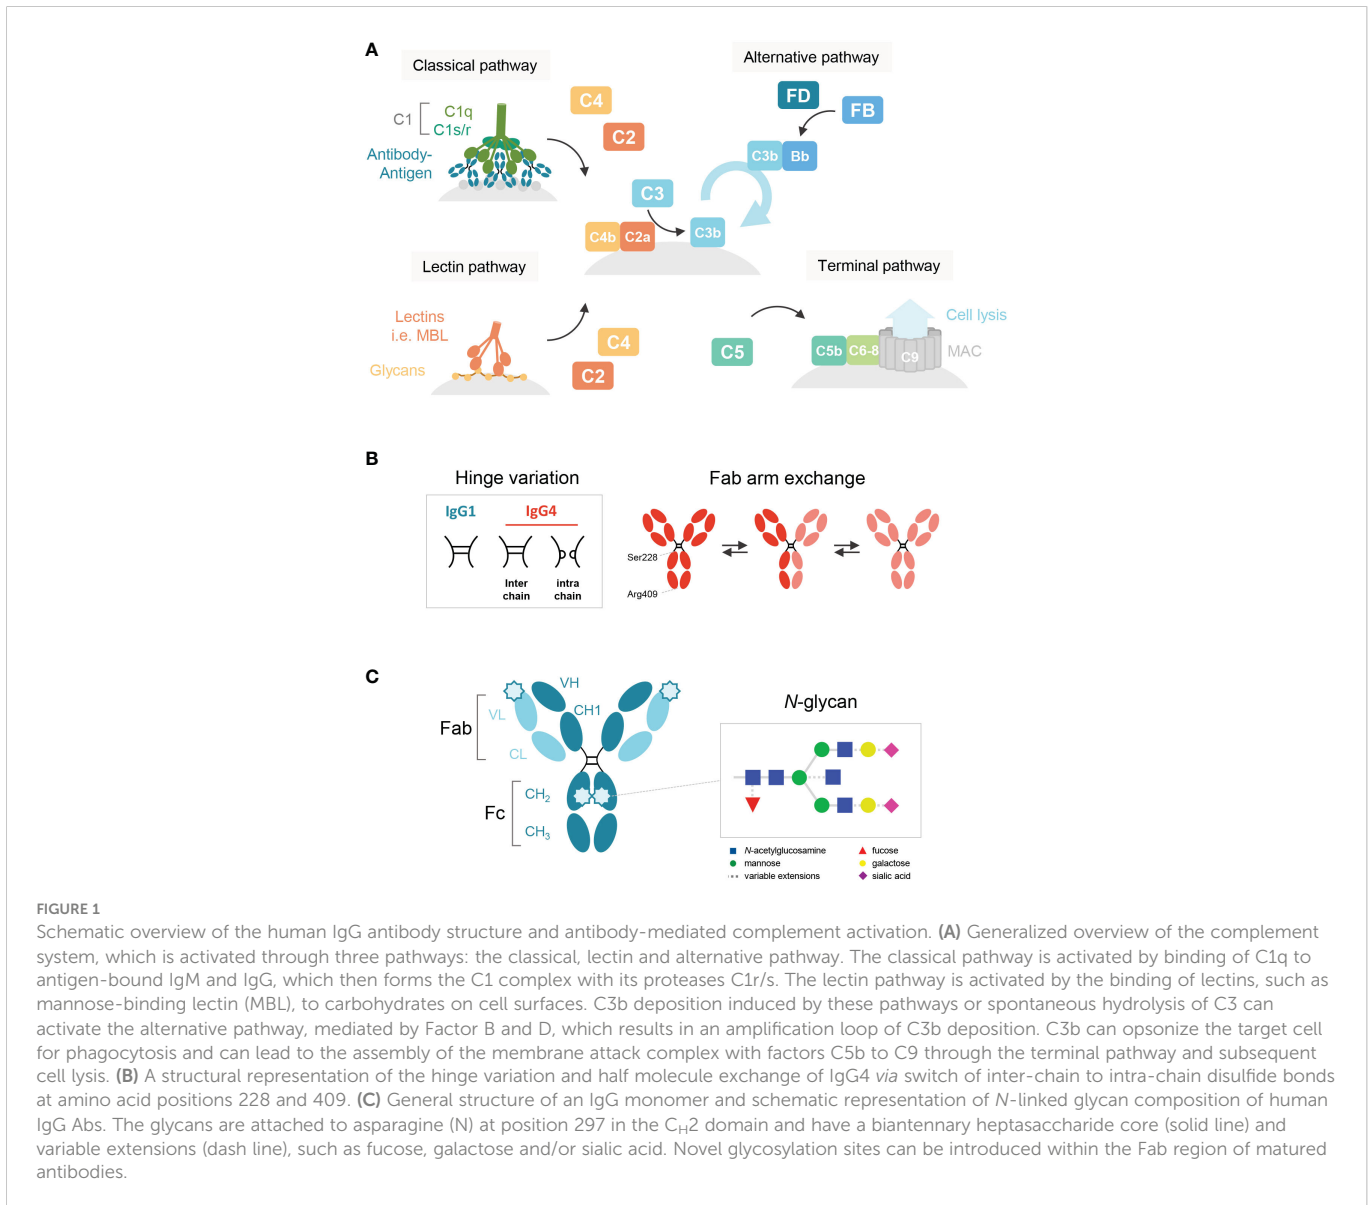 A
Classical pathway
Alternative pathway
C1
C1q
C1s/r
Antibody-
Antigen
C4
C2
FD
FB
C3b
Bb
C3
C4b
C2a
C3b
Lectin pathway
Terminal pathway
Lectins
i.e. MBL
Glycans
C4
C2
C5
C5b
C6-8
C9
Cell lysis
MAC
B
Hinge variation
Fab arm exchange
IgG1
IgG4
Inter
chain
intra
chain
Ser228
Arg409
C
VH
CH1
VL
CL
Fab
Fc
CH2
CH3
N-glycan
N-acetylglucosamine
mannose
variable extensions
fucose
galactose
sialic acid
FIGURE 1
Schematic overview of the human IgG antibody structure and antibody-mediated complement activation. (A) Generalized overview of the complement
system, which is activated through three pathways: the classical, lectin and alternative pathway. The classical pathway is activated by binding of C1q to
antigen-bound IgM and IgG, which then forms the C1 complex with its proteases C1r/s. The lectin pathway is activated by the binding of lectins, such as
mannose-binding lectin (MBL), to carbohydrates on cell surfaces. C3b deposition induced by these pathways or spontaneous hydrolysis of C3 can
activate the alternative pathway, mediated by Factor B and D, which results in an amplification loop of C3b deposition. C3b can opsonize the target cell
for phagocytosis and can lead to the assembly of the membrane attack complex with factors C5b to C9 through the terminal pathway and subsequent
cell lysis. (B) A structural representation of the hinge variation and half molecule exchange of IgG4 via switch of inter-chain to intra-chain disulfide bonds
at amino acid positions 228 and 409. (C) General structure of an IgG monomer and schematic representation of N-linked glycan composition of human
IgG Abs. The glycans are attached to asparagine (N) at position 297 in the CH2 domain and have a biantennary heptasaccharide core (solid line) and
variable extensions (dash line), such as fucose, galactose and/or sialic acid. Novel glycosylation sites can be introduced within the Fab region of matured
antibodies.